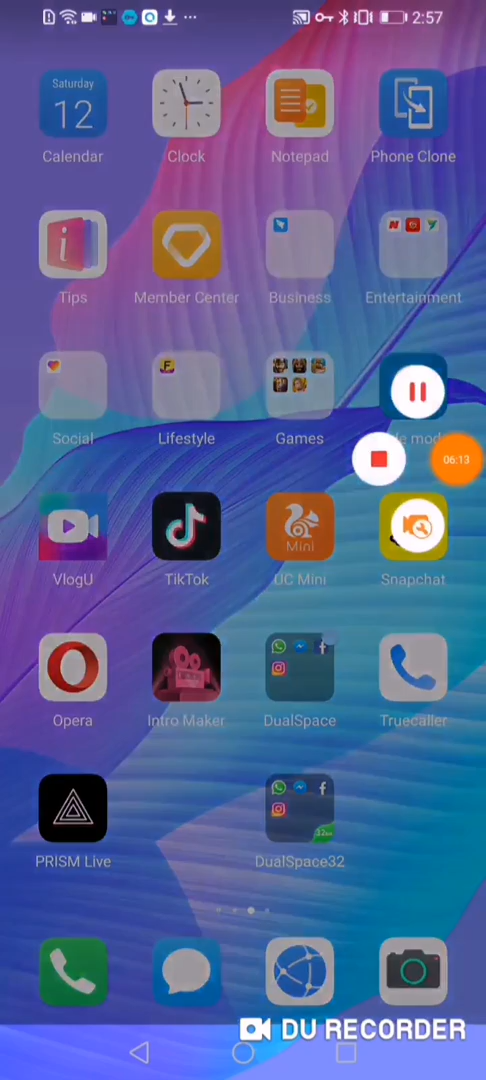 2:57
Saturday
12
Calendar
Clock
Notepad
Phone Clone
Tips
Member Center
Business
Entertainment
Social
Lifestyle
Games
06:13
VlogU
TikTok
Mini
UC Mini
Snapchat
Opera
Intro Maker
DualSpace
Truecaller
PRISM Live
DualSpace32
DU RECORDER